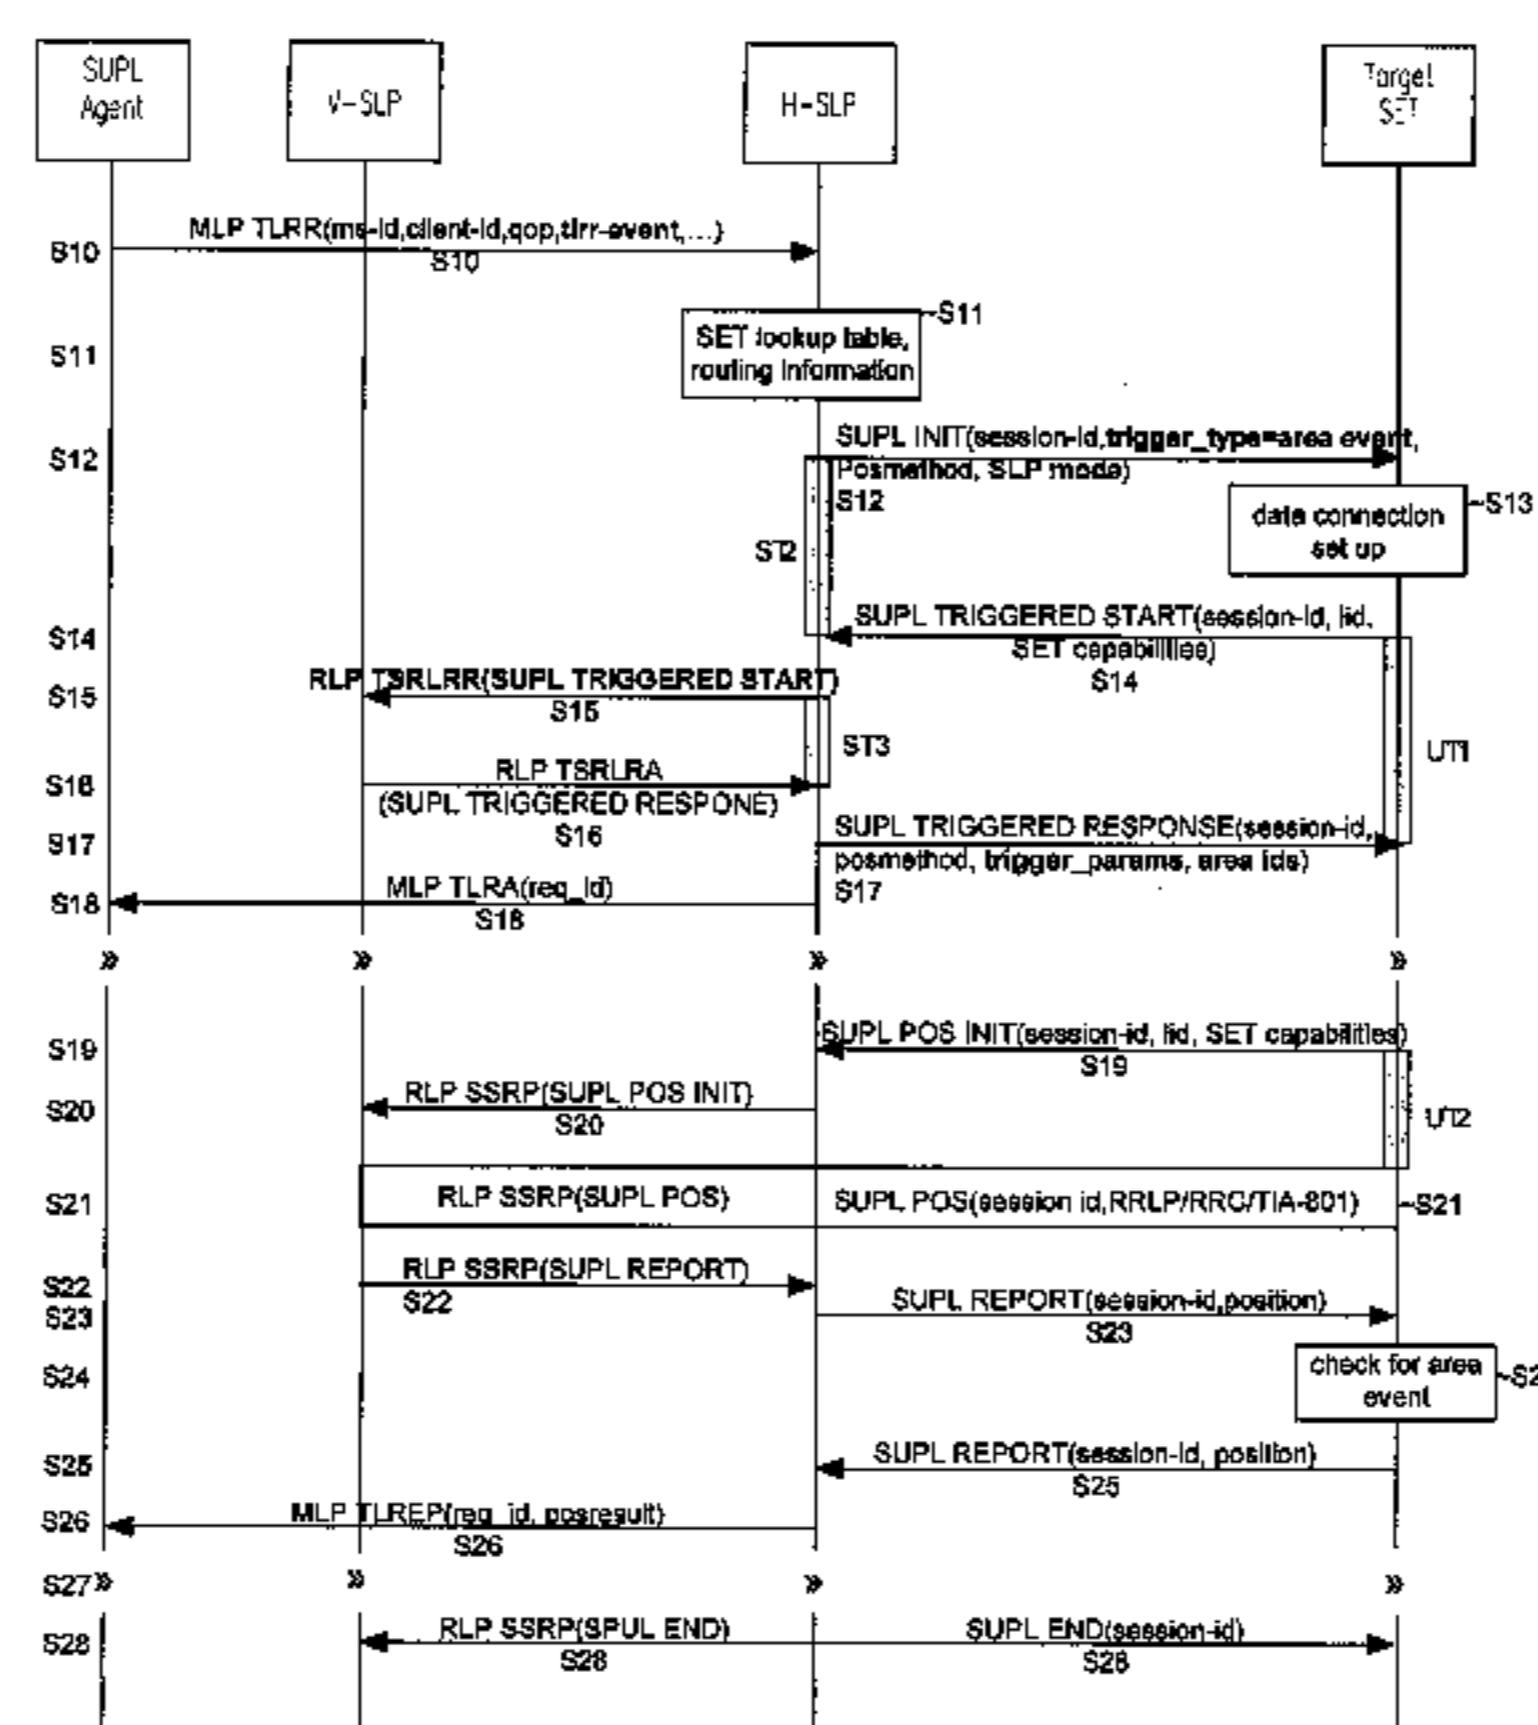 SUPL
Agent
V-SLP
H-SLP
Target
SET
MLP TLRR(ms-id,client-id,qop,tlrr-event,...)
S10
S10
S11
SET lookup table,
routing information
S11
SUPL INIT(session-id,trigger_type=area event,
S12
Posmethod, SLP mode)
S12
data connection
set up
S13
ST2
SUPL TRIGGERED START(session-id, lid,
S14
SET capabilities)
S14
RLP TSRLRR(SUPL TRIGGERED START)
S15
S15
ST3
UT1
RLP TSRLRA
S16
(SUPL TRIGGERED RESPONE)
S16
SUPL TRIGGERED RESPONSE(session-id,
S17
posmethod, trigger_params, area ids)
S17
MLP TLRA(req_id)
S18
S18
» » » »
SUPL POS INIT(session-id, lid, SET capabilities)
S19
S19
RLP SSRP(SUPL POS INIT)
S20
S20
UT2
S21
RLP SSRP(SUPL POS)
SUPL POS(session id,RRLP/RRC/TIA-801)
S21
RLP SSRP(SUPL REPORT)
S22
S22
SUPL REPORT(session-id,position)
S23
S23
S24
check for area
event
SUPL REPORT(session-id, position)
S25
S25
MLP TLREP(req_id, posresult)
S26
S26
S27 » » » »
RLP SSRP(SPUL END)
SUPL END(session-id)
S28
S28
S28